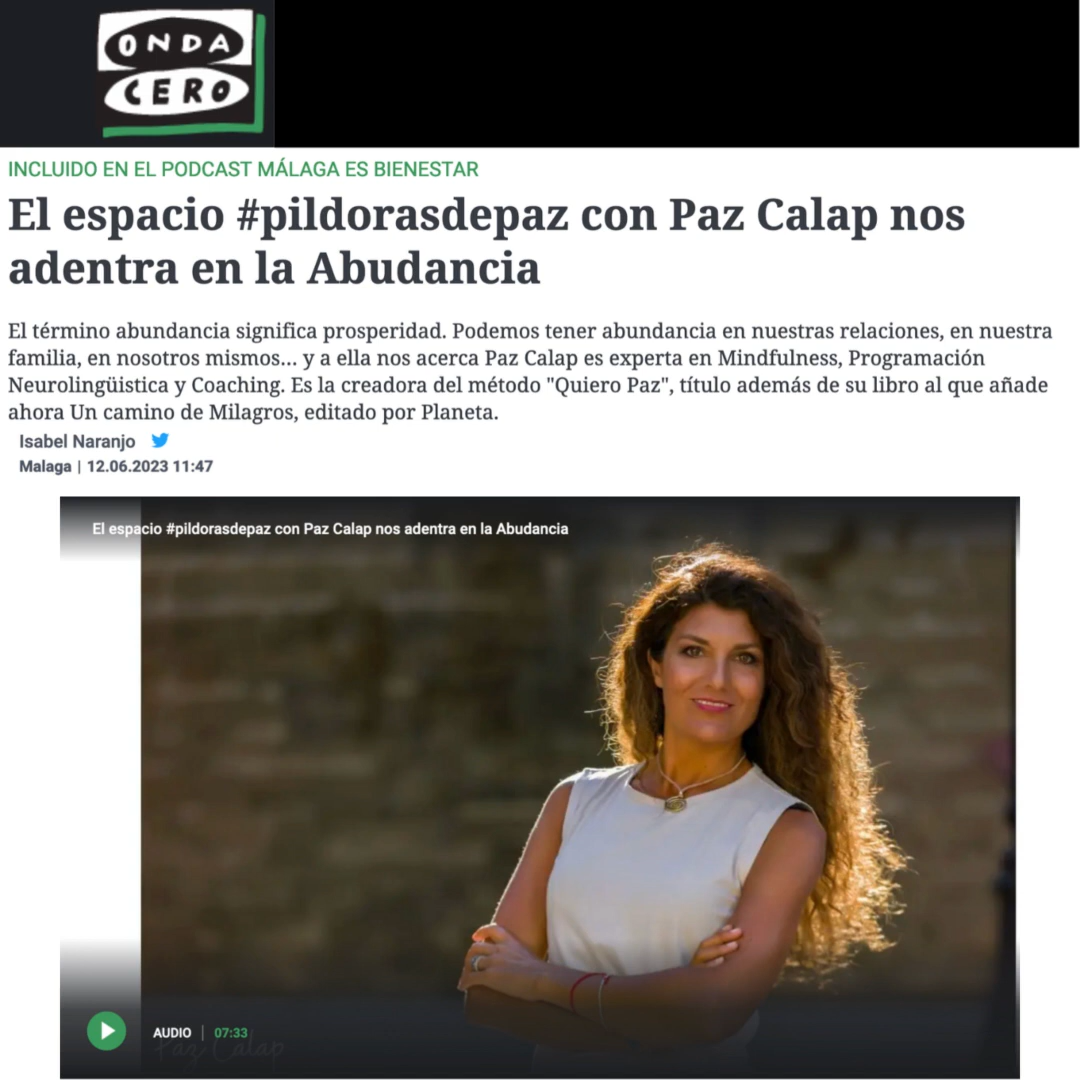 ONDA
CERO
INCLUIDO EN EL PODCAST MÁLAGA ES BIENESTAR
El espacio #pildorasdepaz con Paz Calap nos
adentra en la Abudancia
El término abundancia significa prosperidad. Podemos tener abundancia en nuestras relaciones, en nuestra
familia, en nosotros mismos... y a ella nos acerca Paz Calap es experta en Mindfulness, Programación
Neurolingüistica y Coaching. Es la creadora del método "Quiero Paz", título además de su libro al que añade
ahora Un camino de Milagros, editado por Planeta.
Isabel Naranjo
Malaga | 12.06.2023 11:47
El espacio #pildorasdepaz con Paz Calap nos adentra en la Abudancia
AUDIO | 07:33
Paz Calap